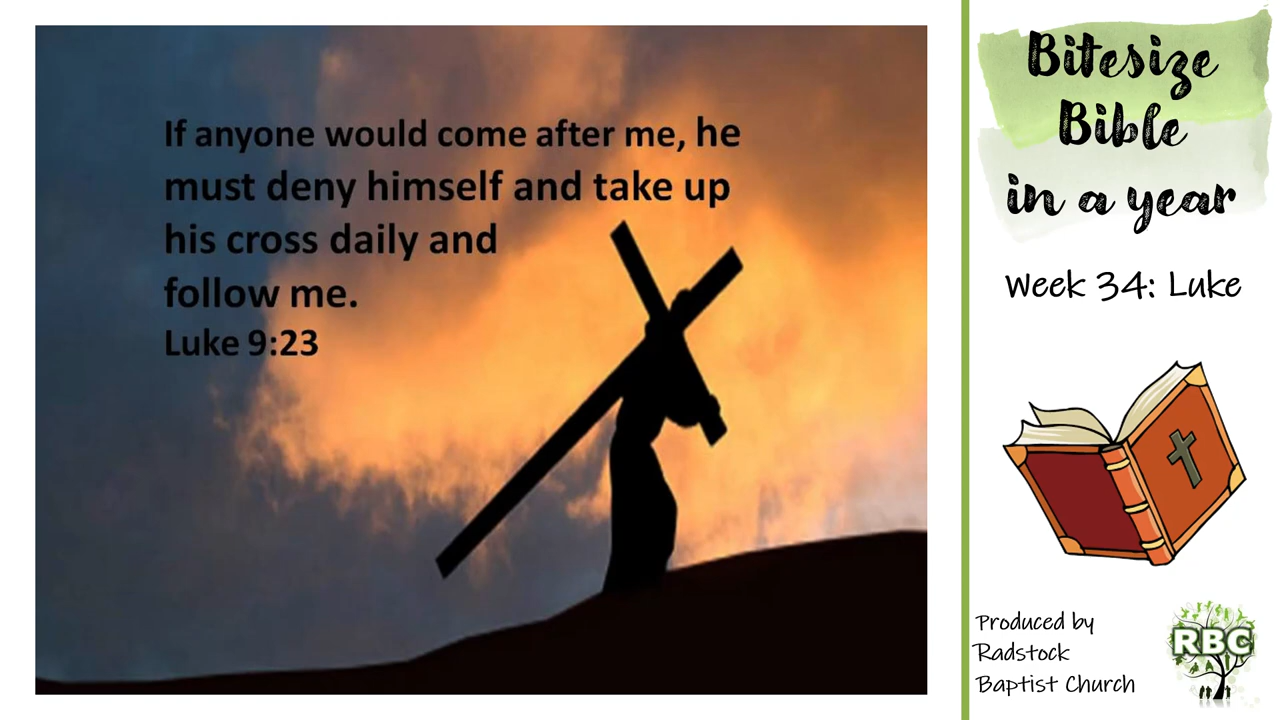 If anyone would come after me, he
must deny himself and take up
his cross daily and
follow me.
Luke 9:23
Bitesize
Bible
in a year
Week 34: Luke
Produced by
Radstock
Baptist Church
RBC